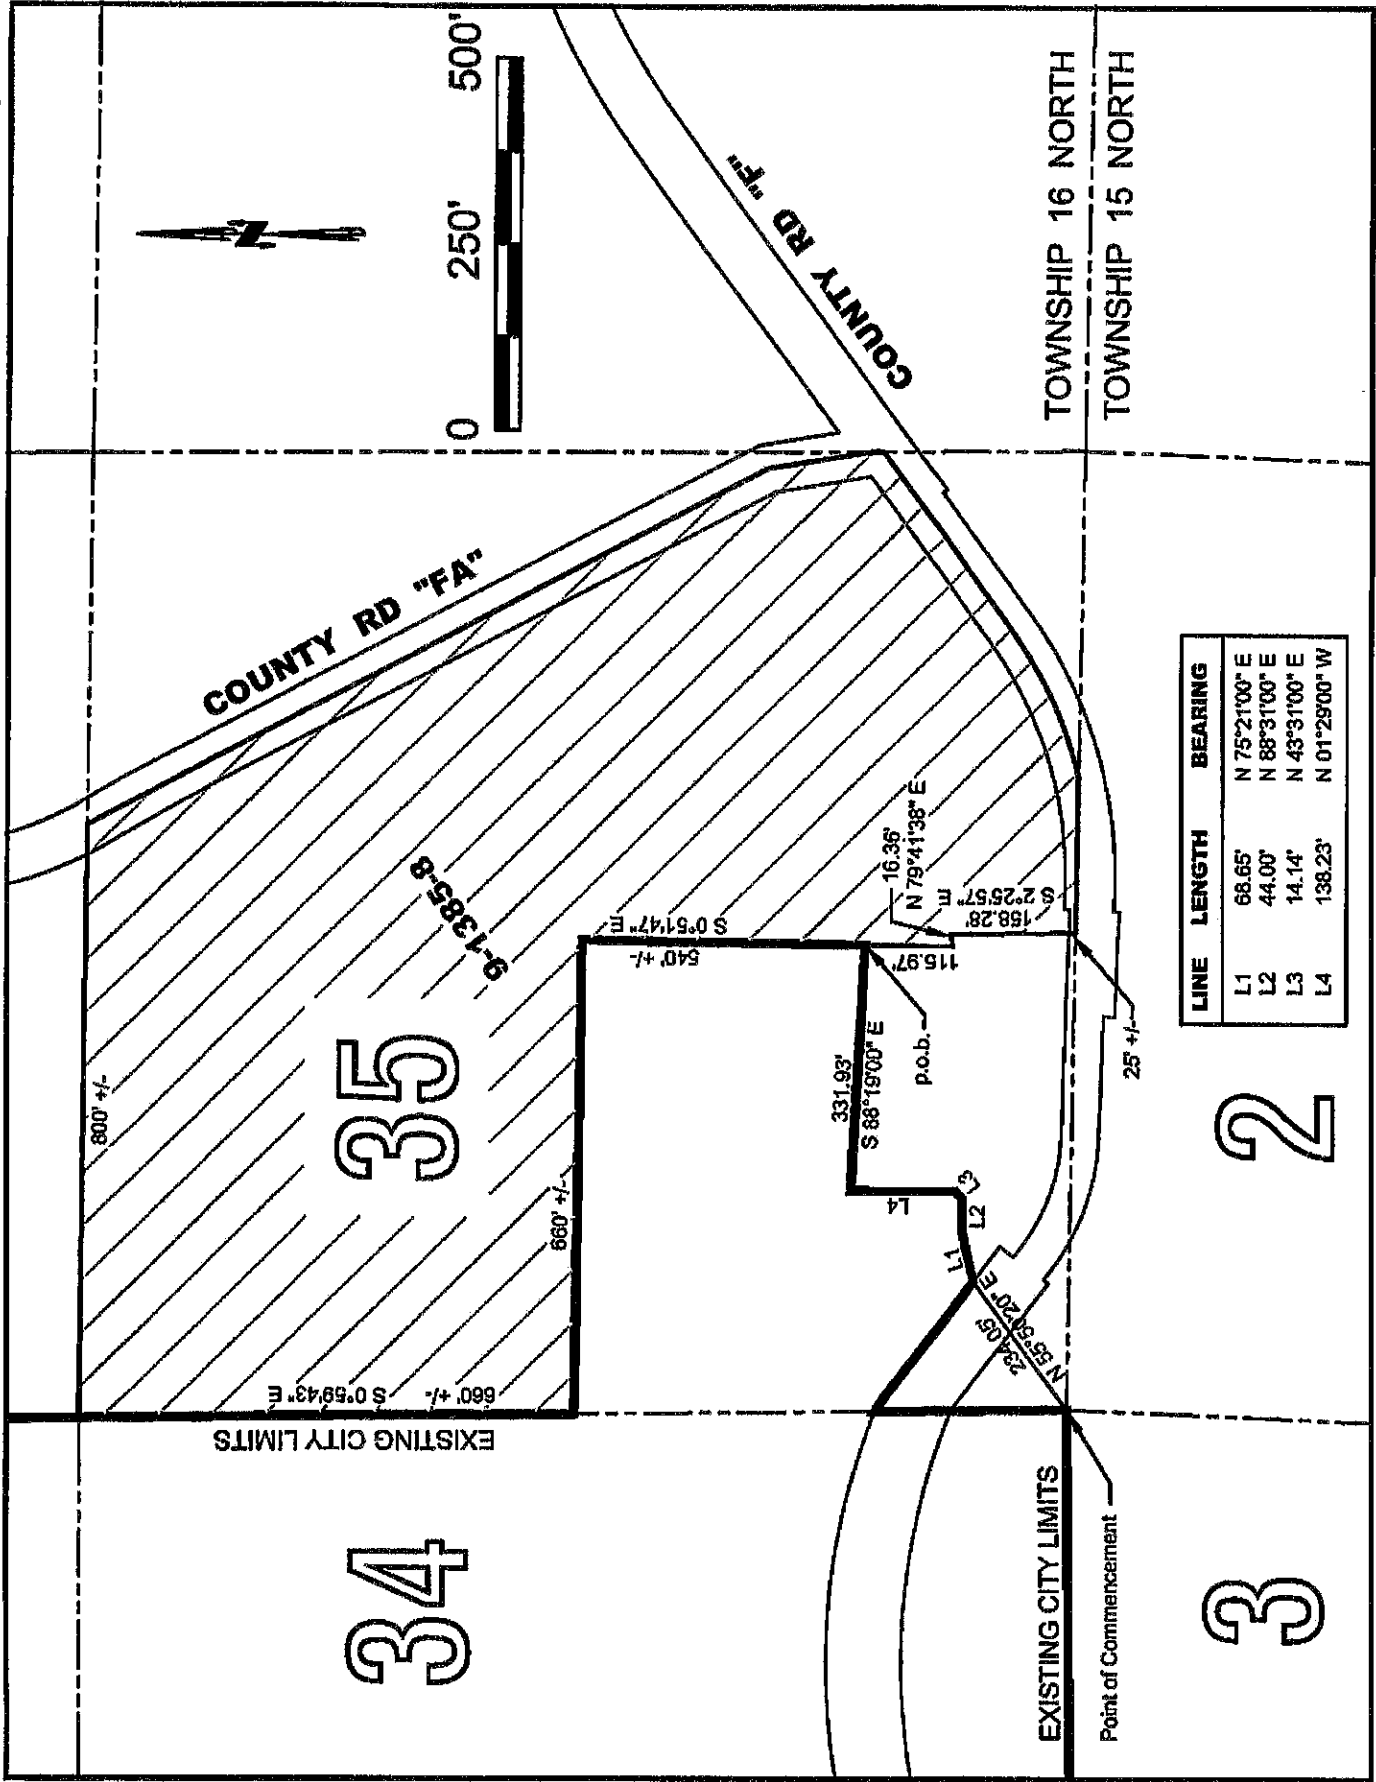 0 250' 500'
COUNTY RD "F"
COUNTY RD "FA"
TOWNSHIP 16 NORTH
TOWNSHIP 15 NORTH
N
800' +/-
9-1385-8
35
34
EXISTING CITY LIMITS
660' +/- S 0°59'43" E
660' +/-
540' +/-
S 0°51'47" E
331.93'
S 88°19'00" E
p.o.b.
115.97'
16.36'
N 79°41'38" E
158.28'
S 2°25'57" E
25' +/-
L4
L3
L2
L1
234.05'
N 55°50'20" E
EXISTING CITY LIMITS
Point of Commencement
3
2
LINE LENGTH BEARING
L1 68.65' N 75°21'00" E
L2 44.00' N 88°31'00" E
L3 14.14' N 43°31'00" E
L4 138.23' N 01°29'00" W